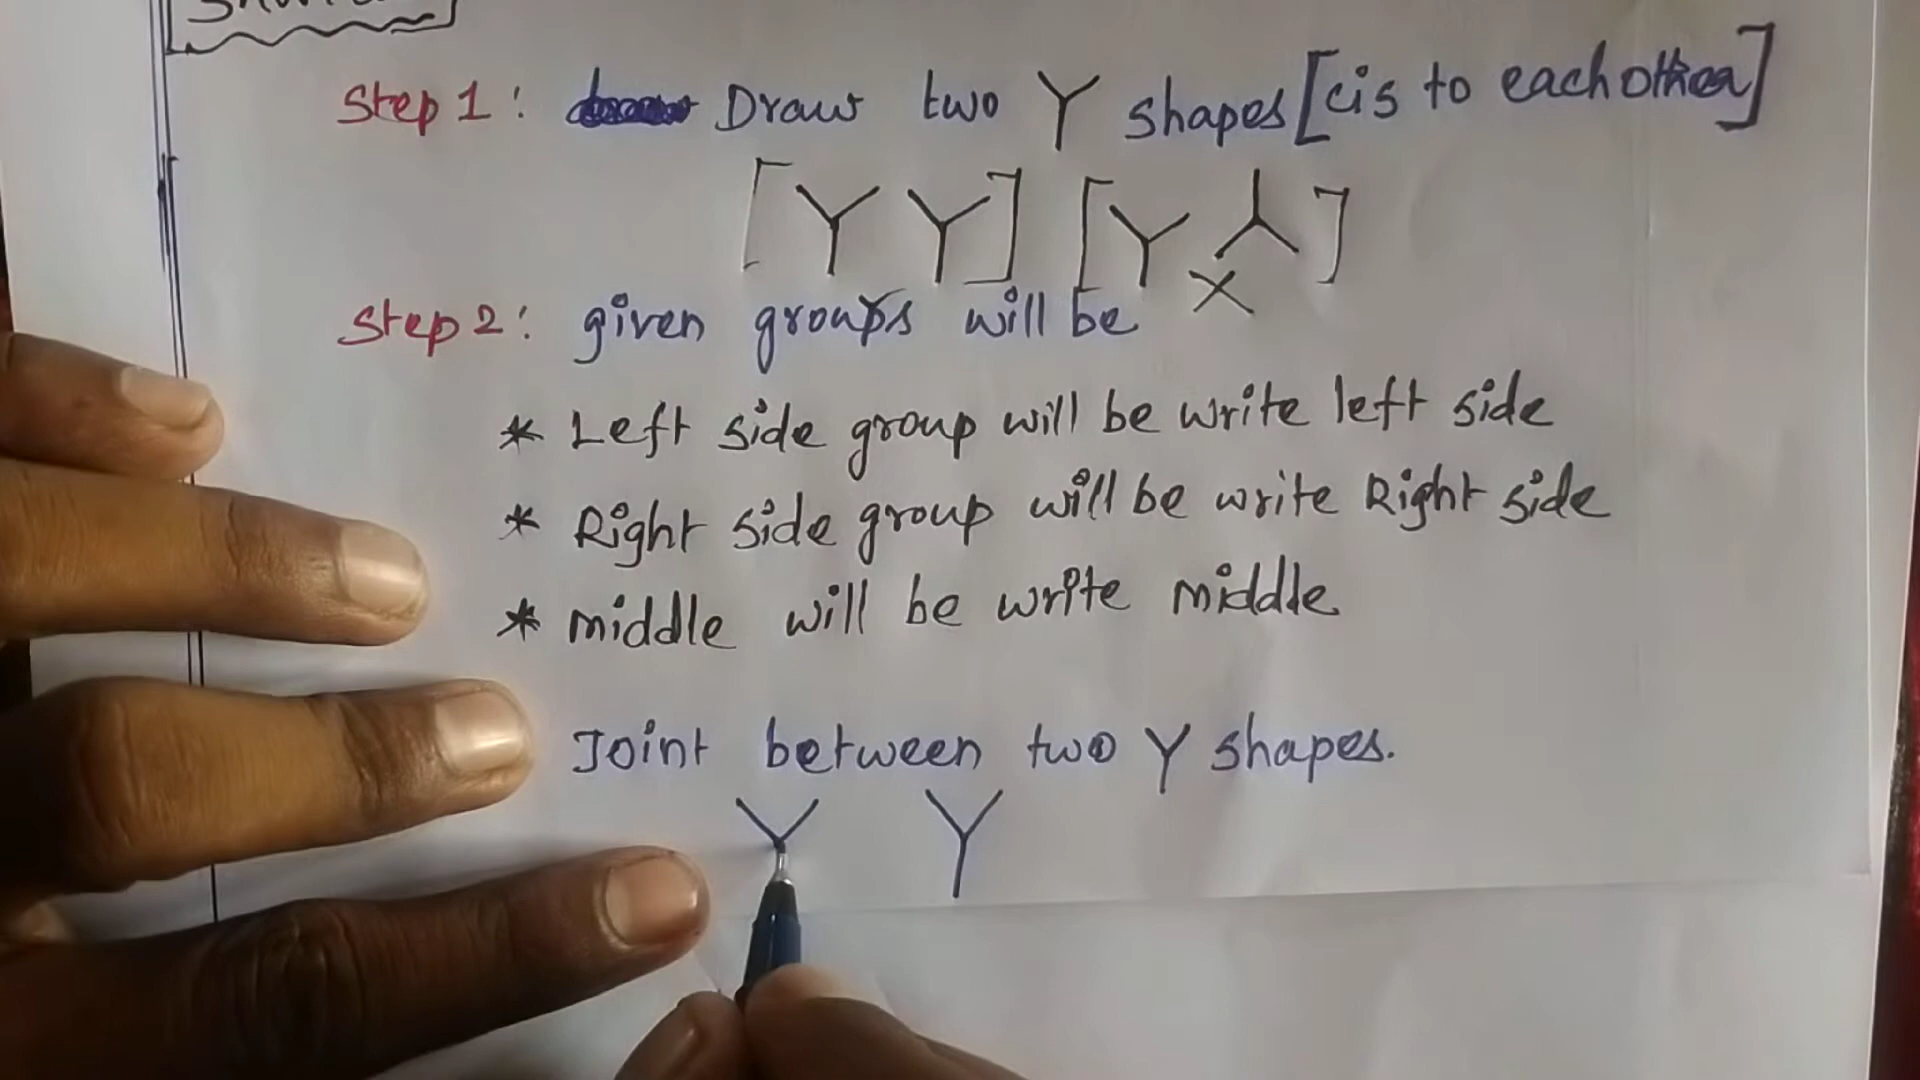 Step 1: Draw two Y shapes [cis to each other]
[Y Y] [Y Y]
X
Step 2: given groups will be
* Left side group will be write left side
* Right side group will be write Right side
* middle will be write middle
Joint between two Y shapes.
Y Y